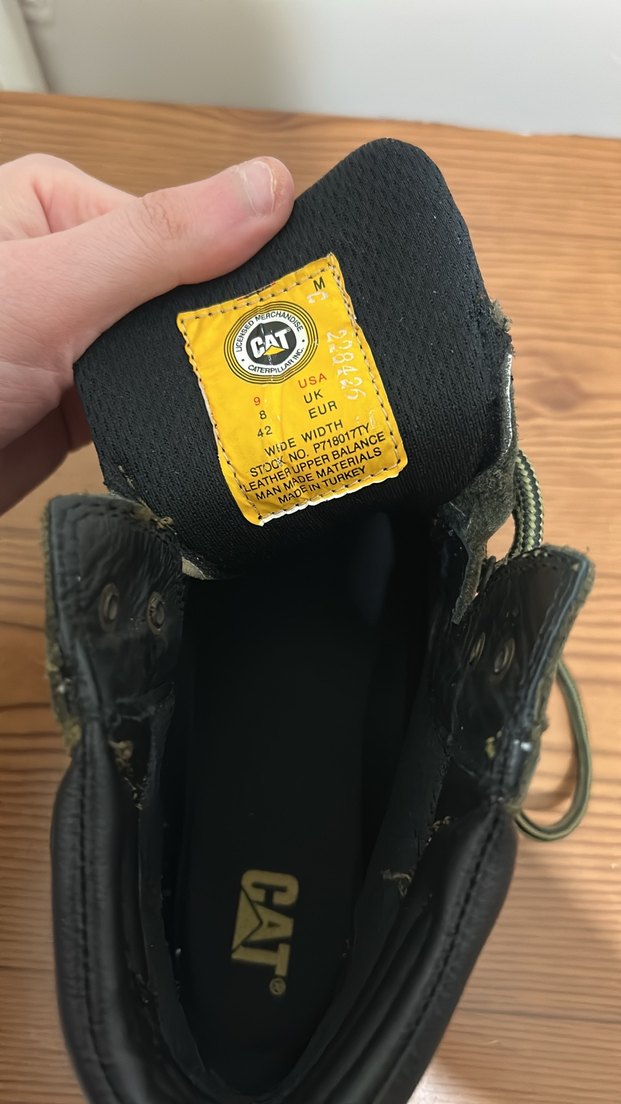 M
C 228426
LICENSED MERCHANDISE
CAT
CATERPILLAR INC.
9 USA
8 UK
42 EUR
WIDE WIDTH
STOCK NO. P718017TY
LEATHER UPPER BALANCE
MAN MADE MATERIALS
MADE IN TURKEY
CAT®